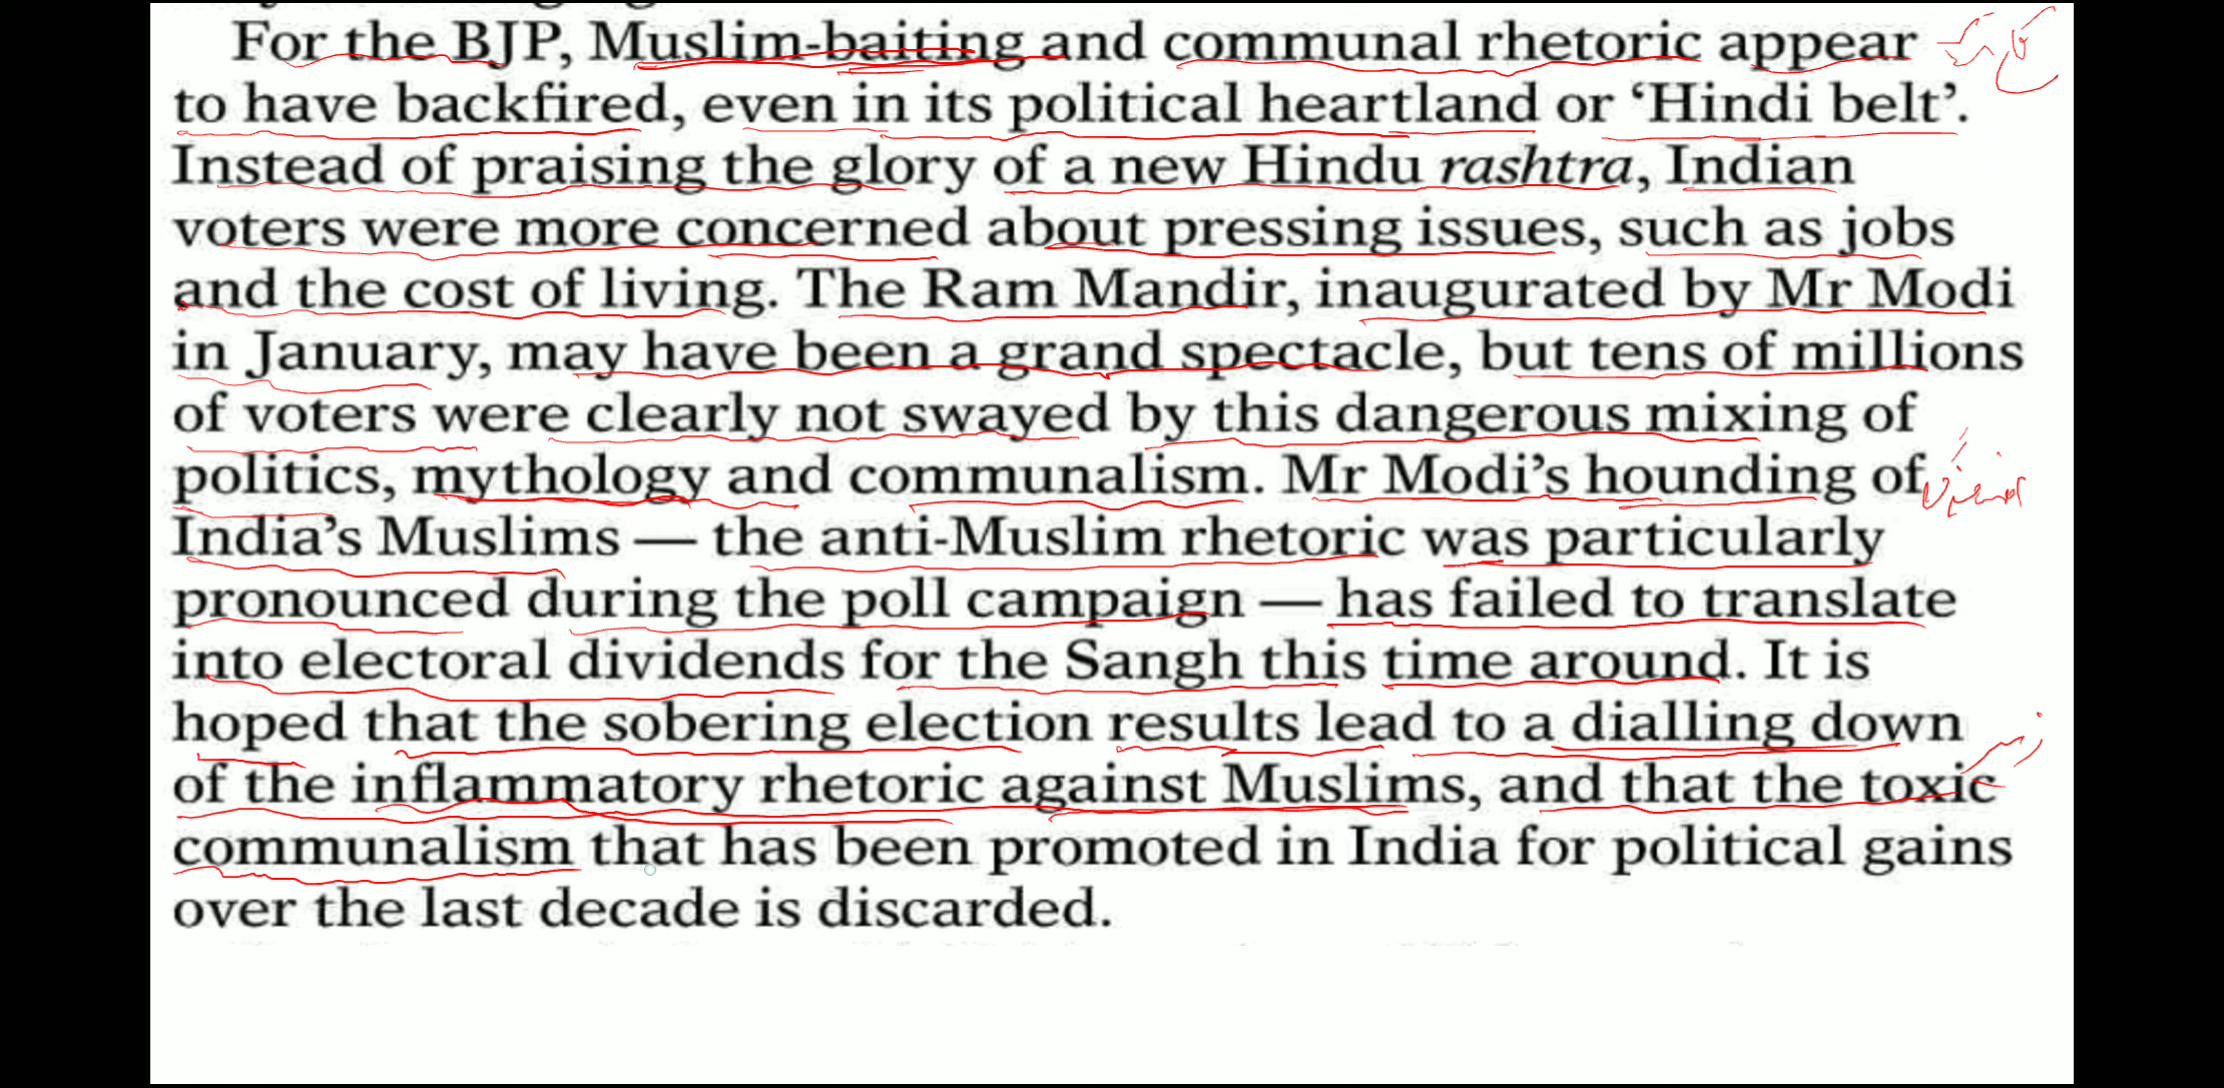 For the BJP, Muslim-baiting and communal rhetoric appear
to have backfired, even in its political heartland or ‘Hindi belt’.
Instead of praising the glory of a new Hindu rashtra, Indian
voters were more concerned about pressing issues, such as jobs
and the cost of living. The Ram Mandir, inaugurated by Mr Modi
in January, may have been a grand spectacle, but tens of millions
of voters were clearly not swayed by this dangerous mixing of
politics, mythology and communalism. Mr Modi’s hounding of
India’s Muslims — the anti-Muslim rhetoric was particularly
pronounced during the poll campaign — has failed to translate
into electoral dividends for the Sangh this time around. It is
hoped that the sobering election results lead to a dialling down
of the inflammatory rhetoric against Muslims, and that the toxic
communalism that has been promoted in India for political gains
over the last decade is discarded.